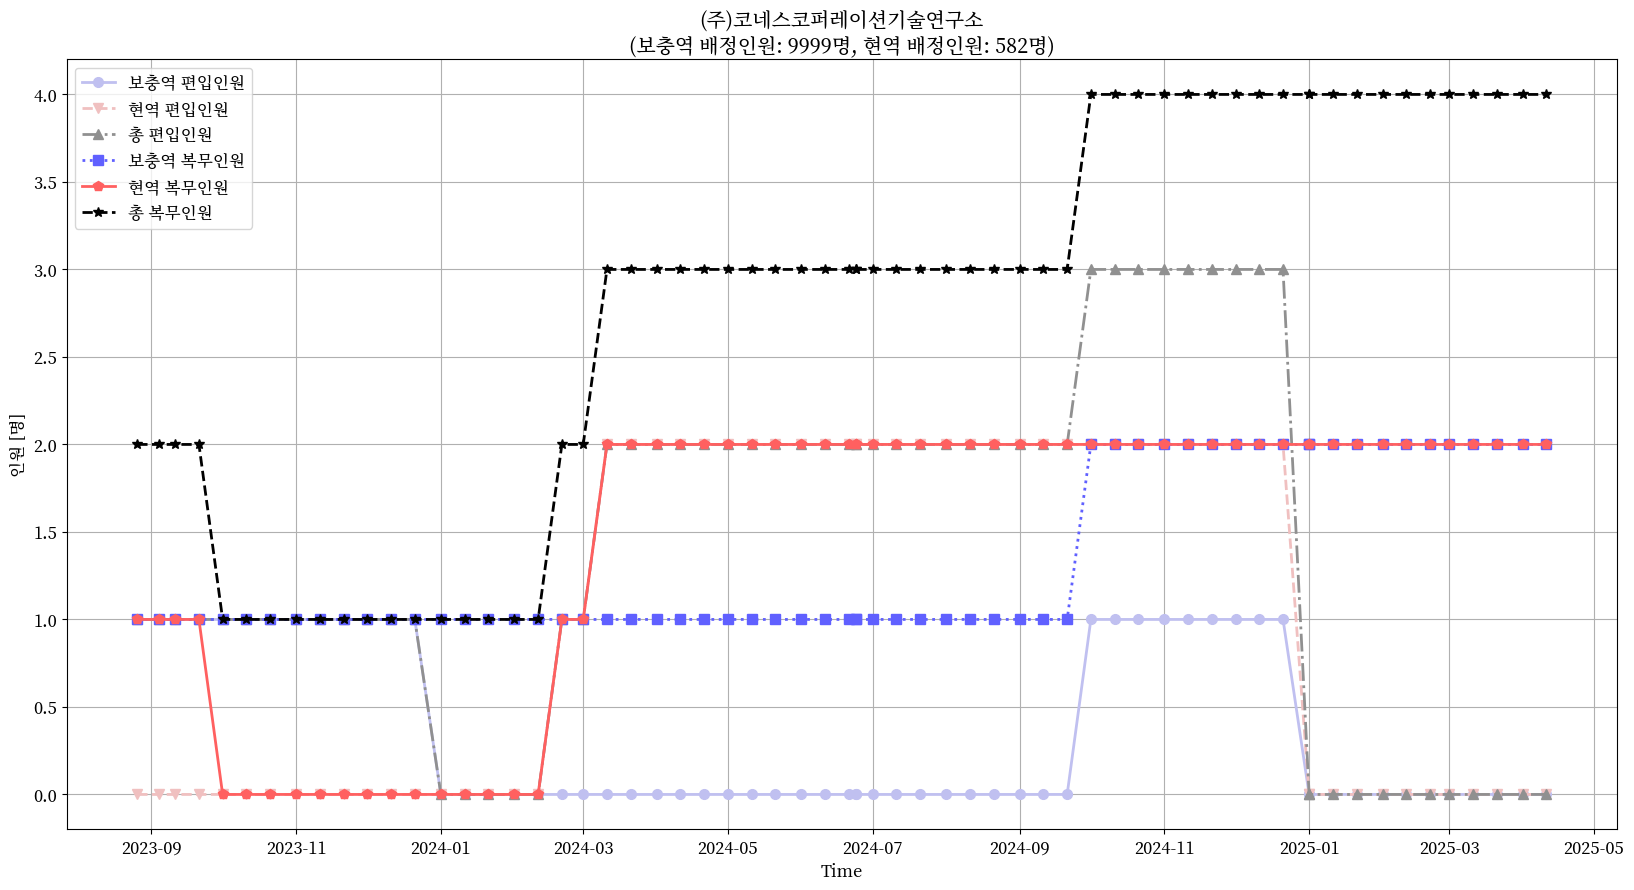 (주)코네스코퍼레이션기술연구소
(보충역 배정인원: 9999명, 현역 배정인원: 582명)
보충역 편입인원
현역 편입인원
총 편입인원
보충역 복무인원
현역 복무인원
총 복무인원
4.0
3.5
3.0
2.5
2.0
1.5
1.0
0.5
0.0
인원 [명]
2023-09 2023-11 2024-01 2024-03 2024-05 2024-07 2024-09 2024-11 2025-01 2025-03 2025-05
Time